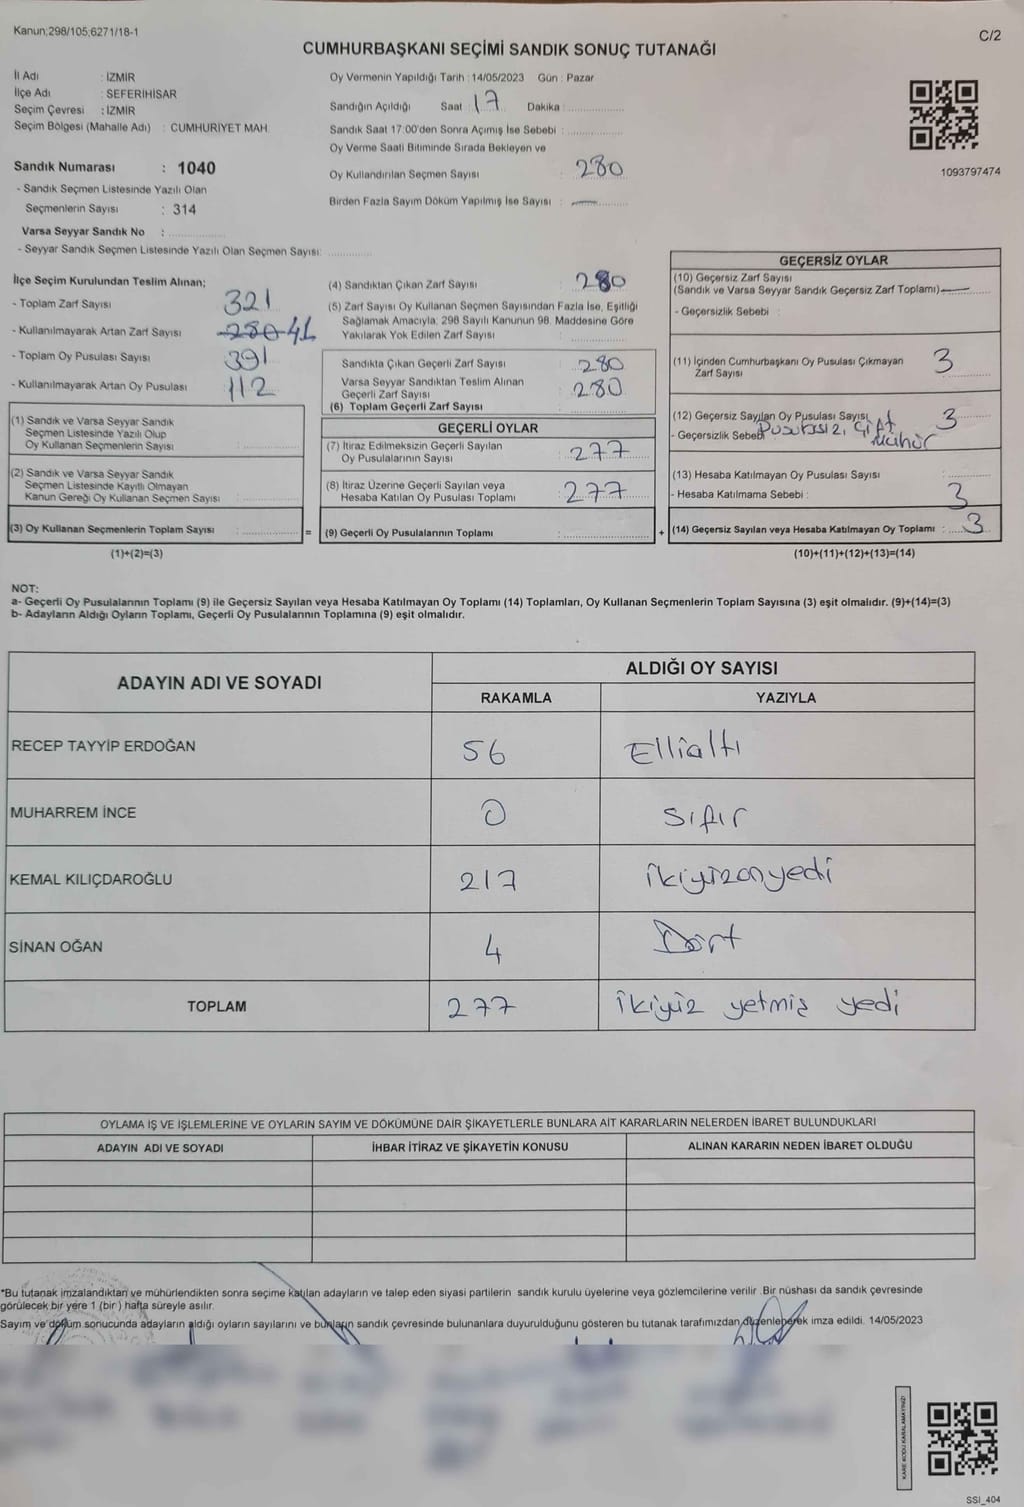 Kanun;298/105;6271/18-1
C/2
CUMHURBAŞKANI SEÇİMİ SANDIK SONUÇ TUTANAĞI
İl Adı : İZMİR
İlçe Adı : SEFERİHİSAR
Seçim Çevresi : İZMİR
Seçim Bölgesi (Mahalle Adı) : CUMHURİYET MAH.
Sandık Numarası : 1040
- Sandık Seçmen Listesinde Yazılı Olan
Seçmenlerin Sayısı : 314
Varsa Seyyar Sandık No :
- Seyyar Sandık Seçmen Listesinde Yazılı Olan Seçmen Sayısı:
Oy Vermenin Yapıldığı Tarih : 14/05/2023 Gün : Pazar
Sandığın Açıldığı Saat 17 Dakika :
Sandık Saat 17:00'den Sonra Açımış İse Sebebi :
Oy Verme Saati Bitiminde Sırada Bekleyen ve
Oy Kullandırılan Seçmen Sayısı : 280
Birden Fazla Sayım Döküm Yapılmış İse Sayısı : —
1093797474
İlçe Seçim Kurulundan Teslim Alınan;
- Toplam Zarf Sayısı 321
- Kullanılmayarak Artan Zarf Sayısı 280 41
- Toplam Oy Pusulası Sayısı 391
- Kullanılmayarak Artan Oy Pusulası 112
(1) Sandık ve Varsa Seyyar Sandık
Seçmen Listesinde Yazılı Olup
Oy Kullanan Seçmenlerin Sayısı :
(2) Sandık ve Varsa Seyyar Sandık
Seçmen Listesinde Kayıtlı Olmayan
Kanun Gereği Oy Kullanan Seçmen Sayısı :
(3) Oy Kullanan Seçmenlerin Toplam Sayısı : =
(1)+(2)=(3)
(4) Sandıktan Çıkan Zarf Sayısı : 280
(5) Zarf Sayısı Oy Kullanan Seçmen Sayısından Fazla İse, Eşitliği
Sağlamak Amacıyla; 298 Sayılı Kanunun 98. Maddesine Göre
Yakılarak Yok Edilen Zarf Sayısı :
Sandıkta Çıkan Geçerli Zarf Sayısı : 280
Varsa Seyyar Sandıktan Teslim Alınan
Geçerli Zarf Sayısı : 280
(6) Toplam Geçerli Zarf Sayısı :
GEÇERLİ OYLAR
(7) İtiraz Edilmeksizin Geçerli Sayılan
Oy Pusulalarının Sayısı : 277
(8) İtiraz Üzerine Geçerli Sayılan veya
Hesaba Katılan Oy Pusulası Toplamı : 277
(9) Geçerli Oy Pusulalarının Toplamı : +
GEÇERSİZ OYLAR
(10) Geçersiz Zarf Sayısı
(Sandık ve Varsa Seyyar Sandık Geçersiz Zarf Toplamı) —
- Geçersizlik Sebebi :
(11) İçinden Cumhurbaşkanı Oy Pusulası Çıkmayan
Zarf Sayısı 3
(12) Geçersiz Sayılan Oy Pusulası Sayısı 3
- Geçersizlik Sebebi Pusulasız, Çift
mühür
(13) Hesaba Katılmayan Oy Pusulası Sayısı :
- Hesaba Katılmama Sebebi : 3
(14) Geçersiz Sayılan veya Hesaba Katılmayan Oy Toplamı : 3
(10)+(11)+(12)+(13)=(14)
NOT:
a- Geçerli Oy Pusulalarının Toplamı (9) ile Geçersiz Sayılan veya Hesaba Katılmayan Oy Toplamı (14) Toplamları, Oy Kullanan Seçmenlerin Toplam Sayısına (3) eşit olmalıdır. (9)+(14)=(3)
b- Adayların Aldığı Oyların Toplamı, Geçerli Oy Pusulalarının Toplamına (9) eşit olmalıdır.
ADAYIN ADI VE SOYADI
ALDIĞI OY SAYISI
RAKAMLA YAZIYLA
RECEP TAYYİP ERDOĞAN 56 Ellialtı
MUHARREM İNCE 0 Sıfır
KEMAL KILIÇDAROĞLU 217 ikiyüzonyedi
SİNAN OĞAN 4 Dört
TOPLAM 277 ikiyüz yetmiş yedi
OYLAMA İŞ VE İŞLEMLERİNE VE OYLARIN SAYIM VE DÖKÜMÜNE DAİR ŞİKAYETLERLE BUNLARA AİT KARARLARIN NELERDEN İBARET BULUNDUKLARI
ADAYIN ADI VE SOYADI İHBAR İTİRAZ VE ŞİKAYETİN KONUSU ALINAN KARARIN NEDEN İBARET OLDUĞU
*Bu tutanak imzalandıktan ve mühürlendikten sonra seçime katılan adayların ve talep eden siyasi partilerin sandık kurulu üyelerine veya gözlemcilerine verilir .Bir nüshası da sandık çevresinde
görülecek bir yere 1 (bir ) hafta süreyle asılır.
Sayım ve döküm sonucunda adayların aldığı oyların sayılarını ve bunların sandık çevresinde bulunanlara duyurulduğunu gösteren bu tutanak tarafımızdan düzenlenerek imza edildi. 14/05/2023
KARE KODU KARALAMAYINIZ!
SSİ_404